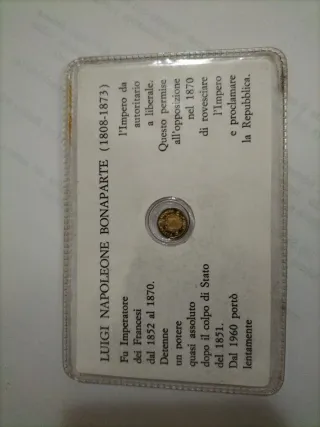 LUIGI NAPOLEONE BONAPARTE (1808-1873)
Fu Imperatore
dei Francesi
dal 1852 al 1870.
Detenne
un potere
quasi assoluto
dopo il colpo di Stato
del 1851.
Dal 1960 portò
lentamente
l'Impero da
autoritario
a liberale.
Questo permise
all'opposizione
nel 1870
di rovesciare
l'Impero
e proclamare
la Repubblica.